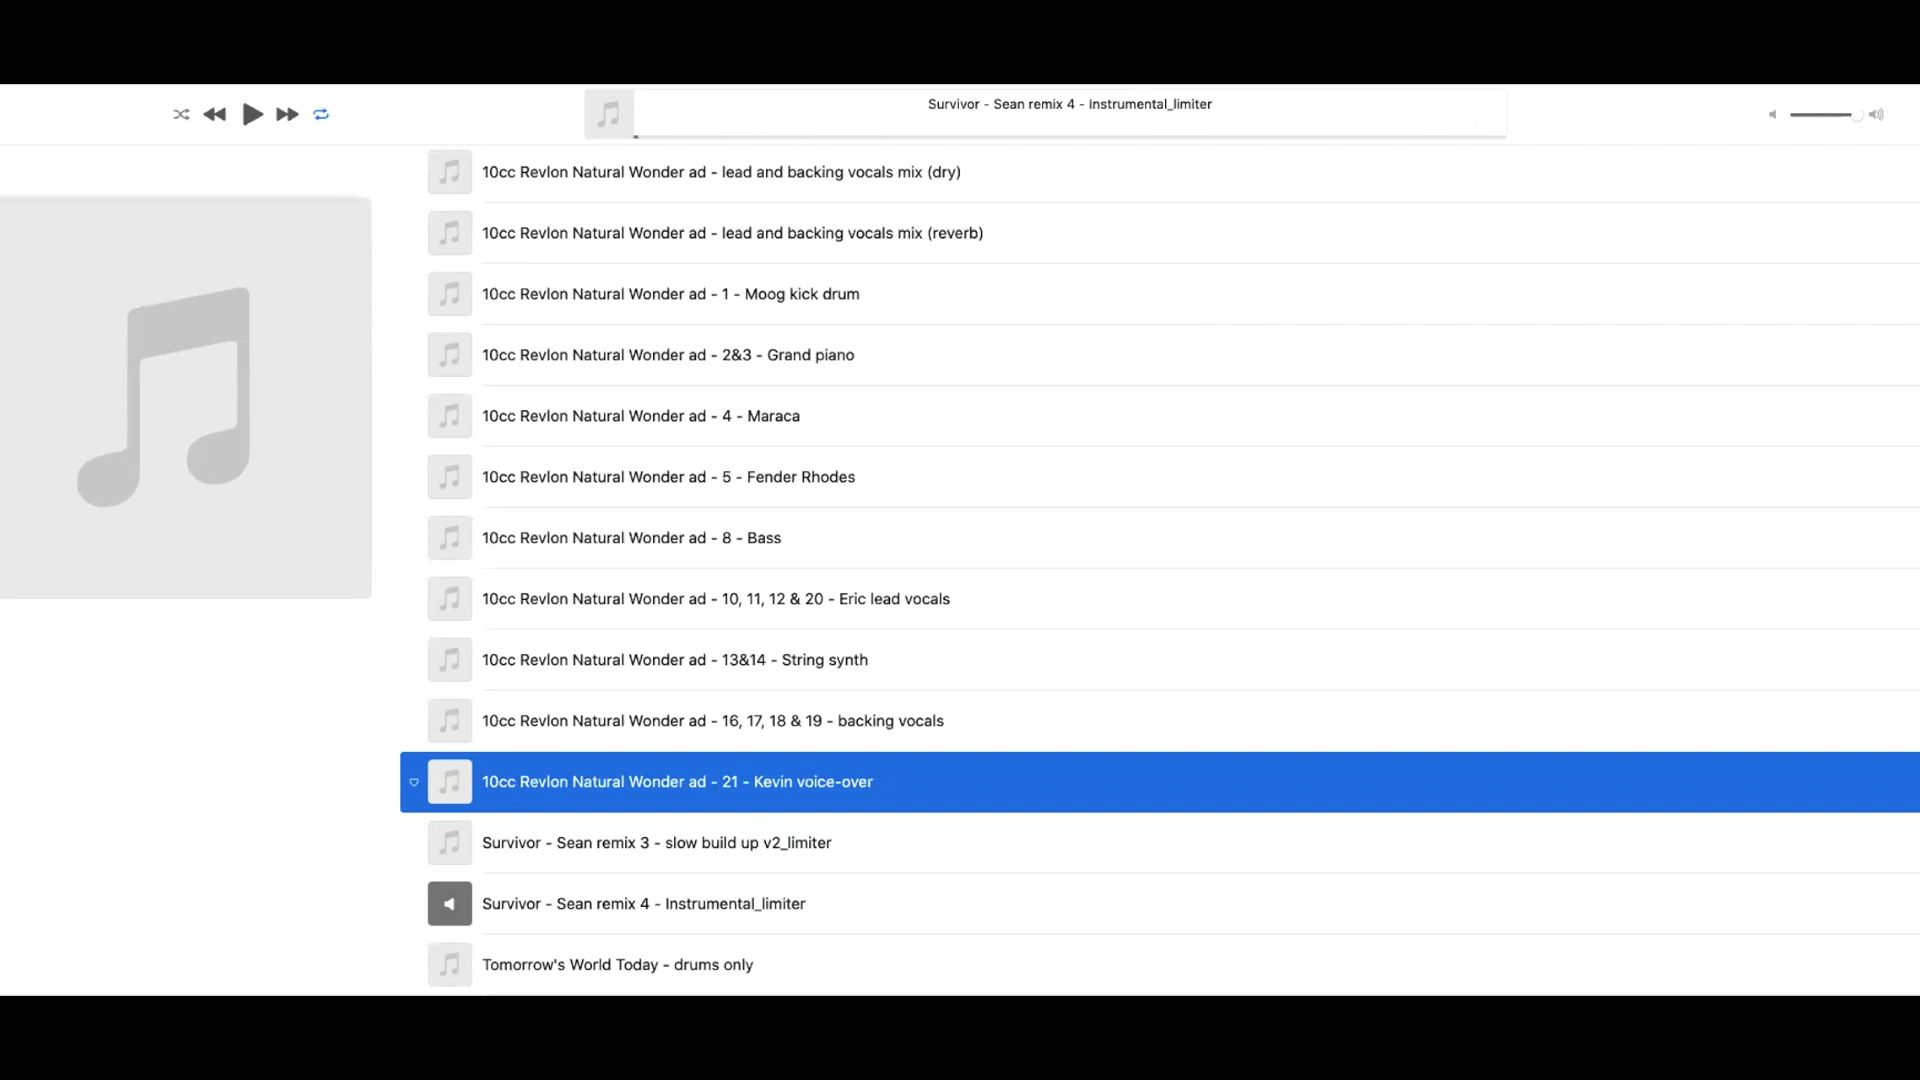 Survivor - Sean remix 4 - Instrumental_limiter
10cc Revlon Natural Wonder ad - lead and backing vocals mix (dry)
10cc Revlon Natural Wonder ad - lead and backing vocals mix (reverb)
10cc Revlon Natural Wonder ad - 1 - Moog kick drum
10cc Revlon Natural Wonder ad - 2&3 - Grand piano
10cc Revlon Natural Wonder ad - 4 - Maraca
10cc Revlon Natural Wonder ad - 5 - Fender Rhodes
10cc Revlon Natural Wonder ad - 8 - Bass
10cc Revlon Natural Wonder ad - 10, 11, 12 & 20 - Eric lead vocals
10cc Revlon Natural Wonder ad - 13&14 - String synth
10cc Revlon Natural Wonder ad - 16, 17, 18 & 19 - backing vocals
10cc Revlon Natural Wonder ad - 21 - Kevin voice-over
Survivor - Sean remix 3 - slow build up v2_limiter
Survivor - Sean remix 4 - Instrumental_limiter
Tomorrow's World Today - drums only